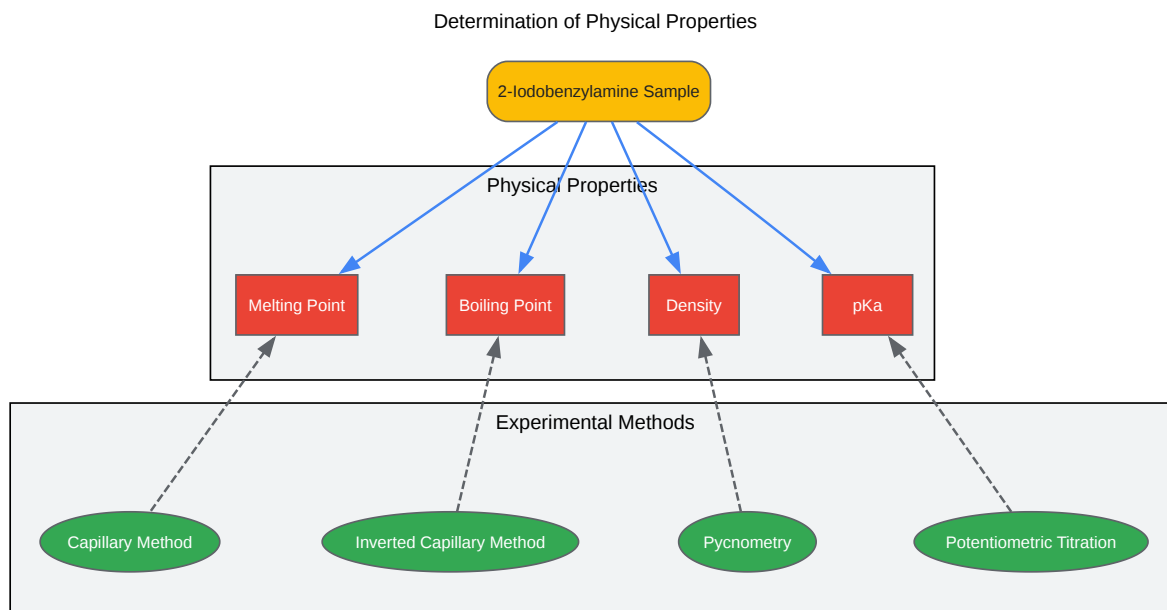 Determination of Physical Properties
2-Iodobenzylamine Sample
Physical Properties
Melting Point
Boiling Point
Density
pKa
Experimental Methods
Capillary Method
Inverted Capillary Method
Pycnometry
Potentiometric Titration